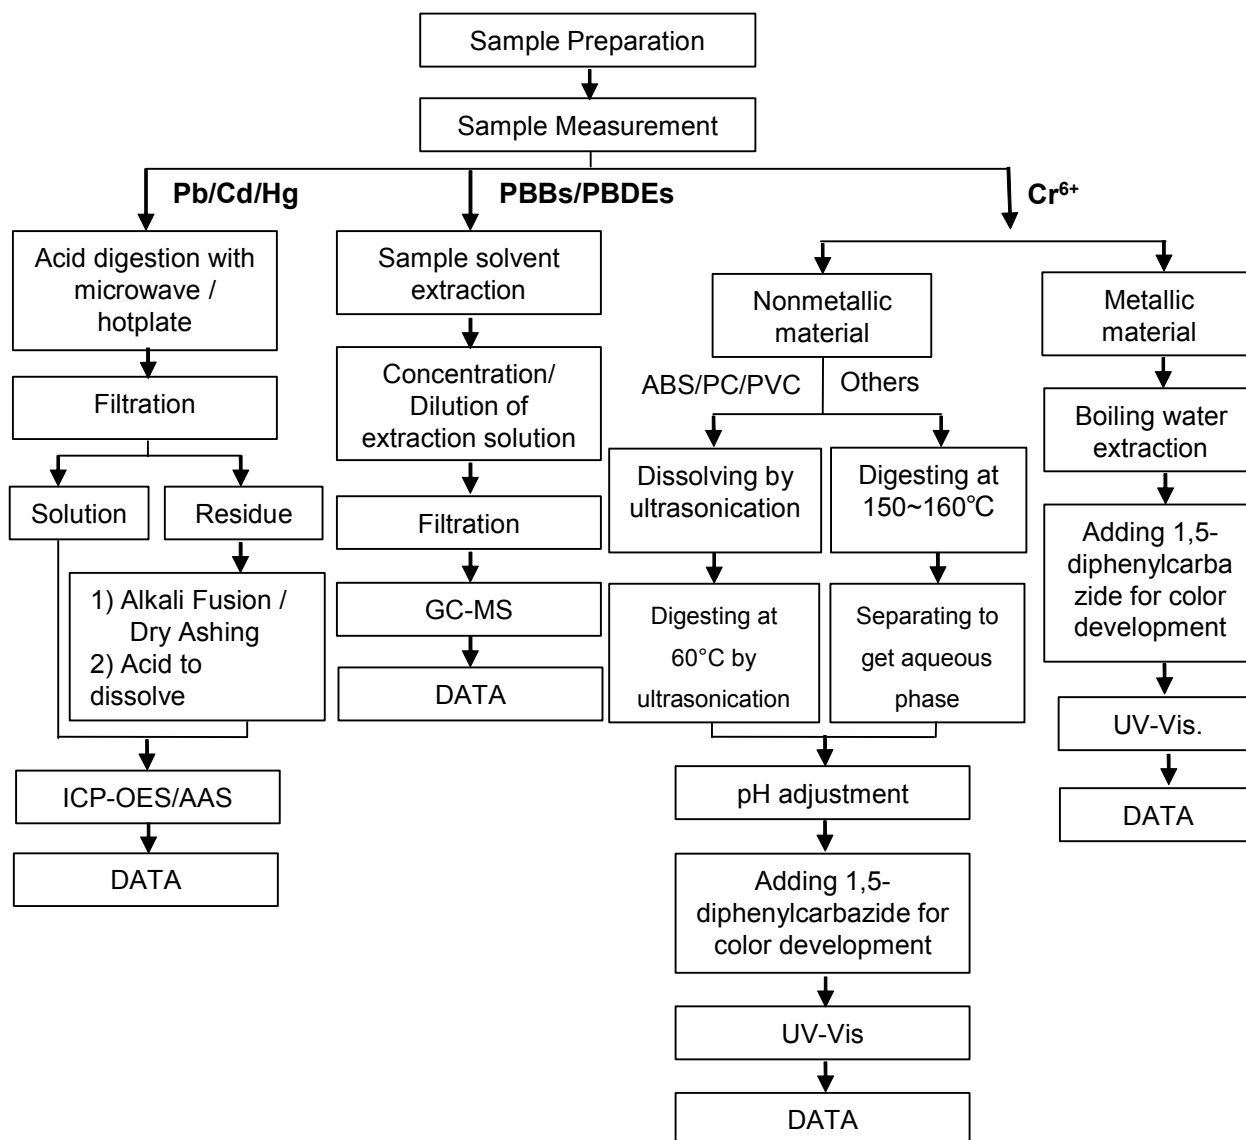 Sample Preparation
Sample Measurement
Pb/Cd/Hg
PBBs/PBDEs
Cr⁶⁺
Acid digestion with
microwave /
hotplate
Filtration
Solution
Residue
1) Alkali Fusion /
Dry Ashing
2) Acid to
dissolve
ICP-OES/AAS
DATA
Sample solvent
extraction
Concentration/
Dilution of
extraction solution
Filtration
GC-MS
DATA
Nonmetallic
material
ABS/PC/PVC
Others
Dissolving by
ultrasonication
Digesting at
60°C by
ultrasonication
Digesting at
150~160℃
Separating to
get aqueous
phase
pH adjustment
Adding 1,5-
diphenylcarbazide for
color development
UV-Vis
DATA
Metallic
material
Boiling water
extraction
Adding 1,5-
diphenylcarba
zide for color
development
UV-Vis.
DATA